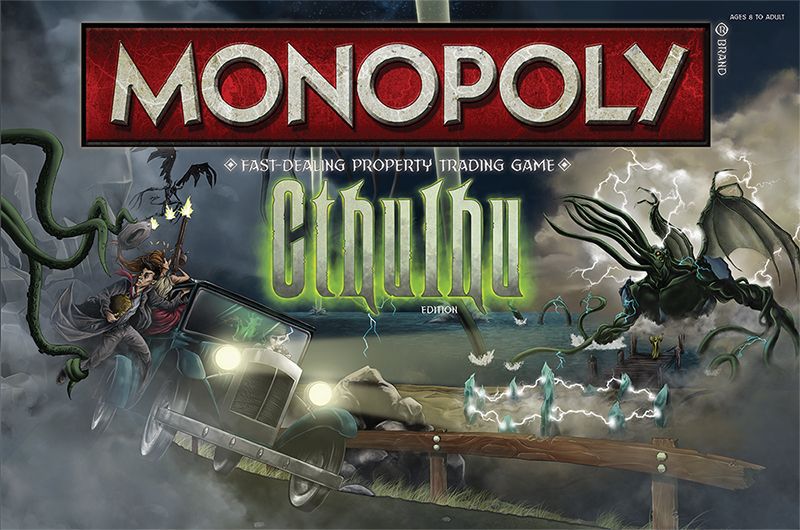 AGES 8 TO ADULT
MONOPOLY
® BRAND
FAST-DEALING PROPERTY TRADING GAME
Cthulhu
EDITION